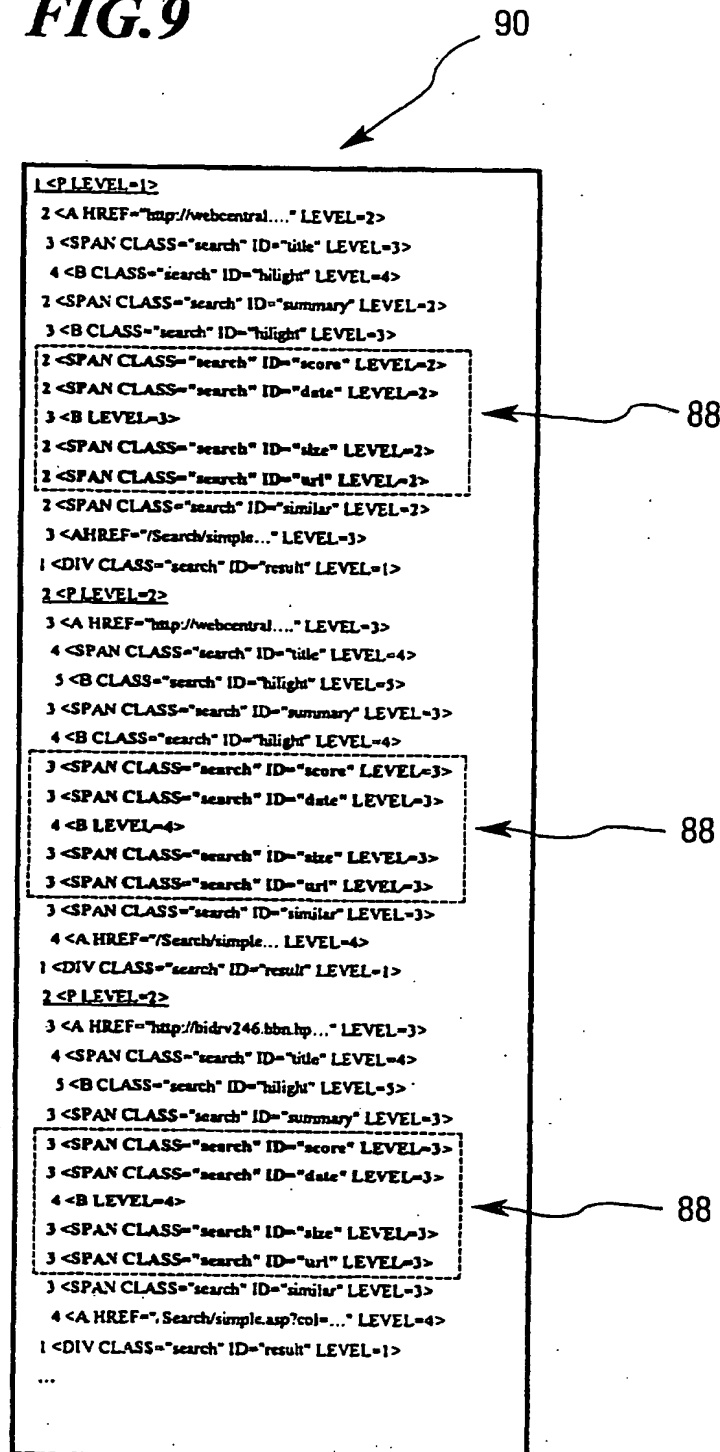 FIG.9
90
1 <P LEVEL=1>
2 <A HREF="http://webcentral...." LEVEL=2>
3 <SPAN CLASS="search" ID="title" LEVEL=3>
4 <B CLASS="search" ID="hilight" LEVEL=4>
2 <SPAN CLASS="search" ID="summary" LEVEL=2>
3 <B CLASS="search" ID="hilight" LEVEL=3>
2 <SPAN CLASS="search" ID="score" LEVEL=2>
2 <SPAN CLASS="search" ID="date" LEVEL=2>
3 <B LEVEL=3>
88
2 <SPAN CLASS="search" ID="size" LEVEL=2>
2 <SPAN CLASS="search" ID="url" LEVEL=2>
2 <SPAN CLASS="search" ID="similar" LEVEL=2>
3 <AHREF="/Search/simple..." LEVEL=3>
1 <DIV CLASS="search" ID="result" LEVEL=1>
2 <P LEVEL=2>
3 <A HREF="http://webcentral...." LEVEL=3>
4 <SPAN CLASS="search" ID="title" LEVEL=4>
5 <B CLASS="search" ID="hilight" LEVEL=5>
3 <SPAN CLASS="search" ID="summary" LEVEL=3>
4 <B CLASS="search" ID="hilight" LEVEL=4>
3 <SPAN CLASS="search" ID="score" LEVEL=3>
3 <SPAN CLASS="search" ID="date" LEVEL=3>
4 <B LEVEL=4>
88
3 <SPAN CLASS="search" ID="size" LEVEL=3>
3 <SPAN CLASS="search" ID="url" LEVEL=3>
3 <SPAN CLASS="search" ID="similar" LEVEL=3>
4 <A HREF="/Search/simple... LEVEL=4>
1 <DIV CLASS="search" ID="result" LEVEL=1>
2 <P LEVEL=2>
3 <A HREF="http://bidrv246.bbn.hp..." LEVEL=3>
4 <SPAN CLASS="search" ID="title" LEVEL=4>
5 <B CLASS="search" ID="hilight" LEVEL=5>
3 <SPAN CLASS="search" ID="summary" LEVEL=3>
3 <SPAN CLASS="search" ID="score" LEVEL=3>
3 <SPAN CLASS="search" ID="date" LEVEL=3>
4 <B LEVEL=4>
88
3 <SPAN CLASS="search" ID="size" LEVEL=3>
3 <SPAN CLASS="search" ID="url" LEVEL=3>
3 <SPAN CLASS="search" ID="similar" LEVEL=3>
4 <A HREF="/Search/simple.asp?col=..." LEVEL=4>
1 <DIV CLASS="search" ID="result" LEVEL=1>
...